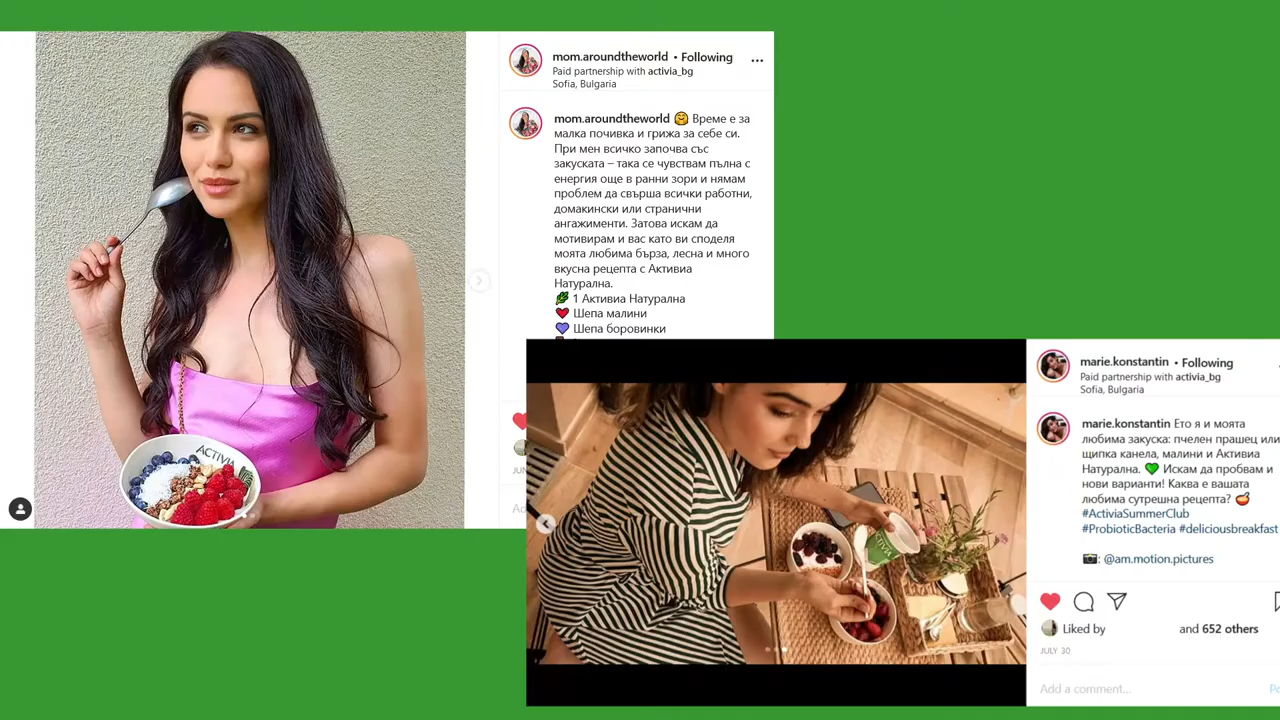 mom.aroundtheworld • Following
Paid partnership with activia_bg
Sofia, Bulgaria
mom.aroundtheworld 🤗 Време е за
малка почивка и грижа за себе си.
При мен всичко започва със
закуската – така се чувствам пълна с
енергия още в ранни зори и нямам
проблем да свърша всички работни,
домакински или странични
ангажименти. Затова искам да
мотивирам и вас като ви споделя
моята любима бърза, лесна и много
вкусна рецепта с Активиа
Натурална.
🌿 1 Активиа Натурална
❤️ Шепа малини
💜 Шепа боровинки
ACTIVIA
marie.konstantin • Following
Paid partnership with activia_bg
Sofia, Bulgaria
marie.konstantin Ето я и моята
любима закуска: пчелен прашец или
щипка канела, малини и Активиа
Натурална. 💚 Искам да пробвам и
нови варианти! Каква е вашата
любима сутрешна рецепта? 🥣
#ActiviaSummerClub
#ProbioticBacteria #deliciousbreakfast
📷: @am.motion.pictures
Liked by and 652 others
JULY 30
Add a comment...